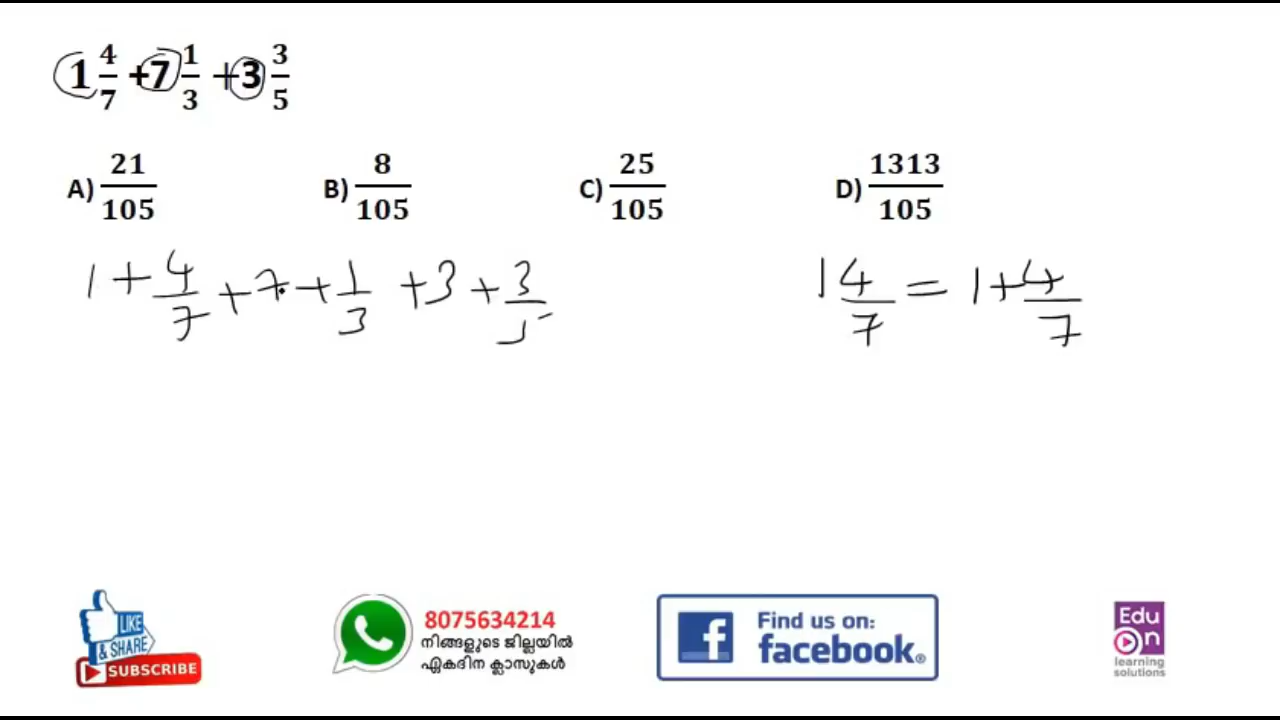 1 4/7 + 7 1/3 + 3 3/5
A) 21/105 B) 8/105 C) 25/105 D) 1313/105
1 + 4/7 + 7 + 1/3 + 3 + 3/5 1 4/7 = 1 + 4/7
LIKE
& SHARE
SUBSCRIBE
8075634214
നിങ്ങളുടെ ജില്ലയിൽ
ഏകദിന ക്ലാസുകൾ
Find us on:
facebook®
Edu
On
learning
solutions